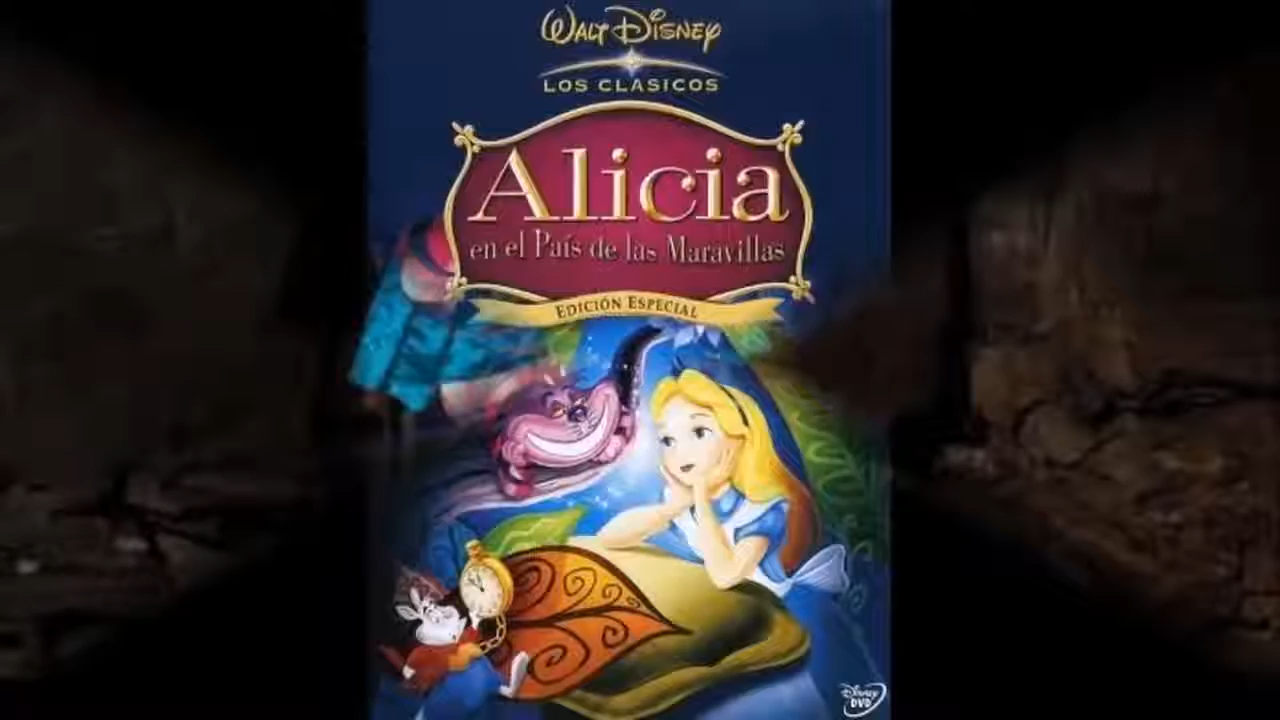 WALT DISNEY
LOS CLASICOS
Alicia
en el País de las Maravillas
EDICIÓN ESPECIAL
Disney
DVD